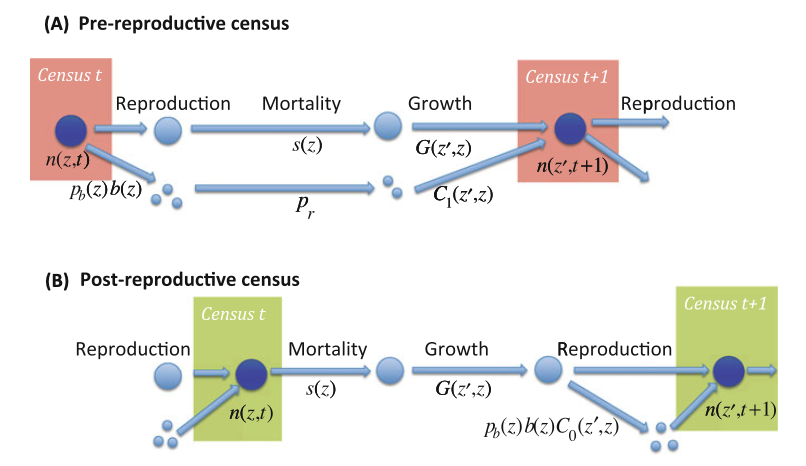 (A) Pre-reproductive census
Census t
Census t+1
Reproduction
Mortality
Growth
Reproduction
s(z)
G(z′,z)
n(z,t)
n(z′,t+1)
p_b(z)b(z)
p_r
C_1(z′,z)
(B) Post-reproductive census
Census t
Census t+1
Reproduction
Mortality
Growth
Reproduction
s(z)
G(z′,z)
n(z,t)
n(z′,t+1)
p_b(z)b(z)C_0(z′,z)